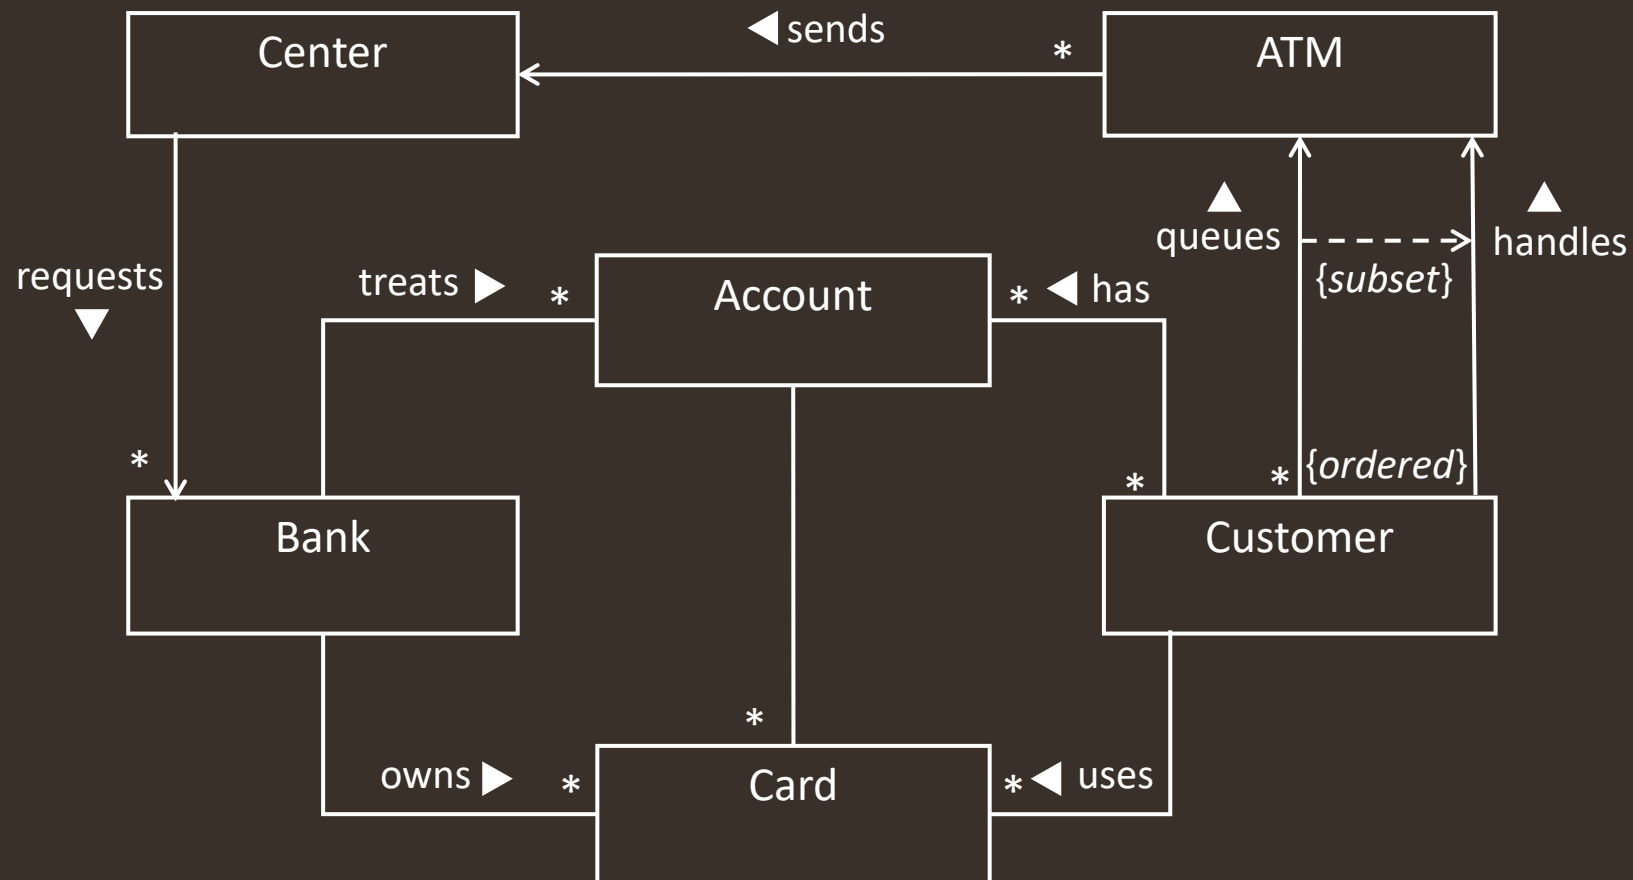 Center
◀ sends
*
ATM
queues
handles
{subset}
requests
treats ▶
*
Account
* ◀ has
*
*
* {ordered}
Bank
Customer
*
owns ▶
*
Card
* ◀ uses